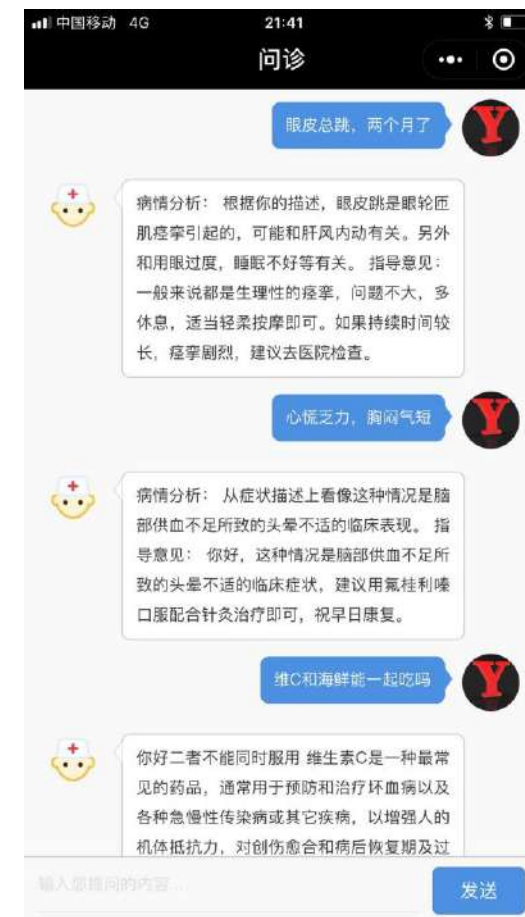 中国移动 4G 21:41
问诊
眼皮总跳，两个月了
Y
病情分析： 根据你的描述，眼皮跳是眼轮匝
肌痉挛引起的，可能和肝风内动有关。另外
和用眼过度，睡眠不好等有关。 指导意见：
一般来说都是生理性的痉挛，问题不大，多
休息，适当轻柔按摩即可。如果持续时间较
长，痉挛剧烈，建议去医院检查。
心慌乏力，胸闷气短
Y
病情分析： 从症状描述上看像这种情况是脑
部供血不足所致的头晕不适的临床表现。 指
导意见： 你好，这种情况是脑部供血不足所
致的头晕不适的临床症状，建议用氟桂利嗪
口服配合针灸治疗即可，祝早日康复。
维C和海鲜能一起吃吗
Y
你好二者不能同时服用 维生素C是一种最常
见的药品，通常用于预防和治疗坏血病以及
各种急慢性传染病或其它疾病，以增强人的
机体抵抗力，对创伤愈合和病后恢复期及过
输入您提问的内容...
发送